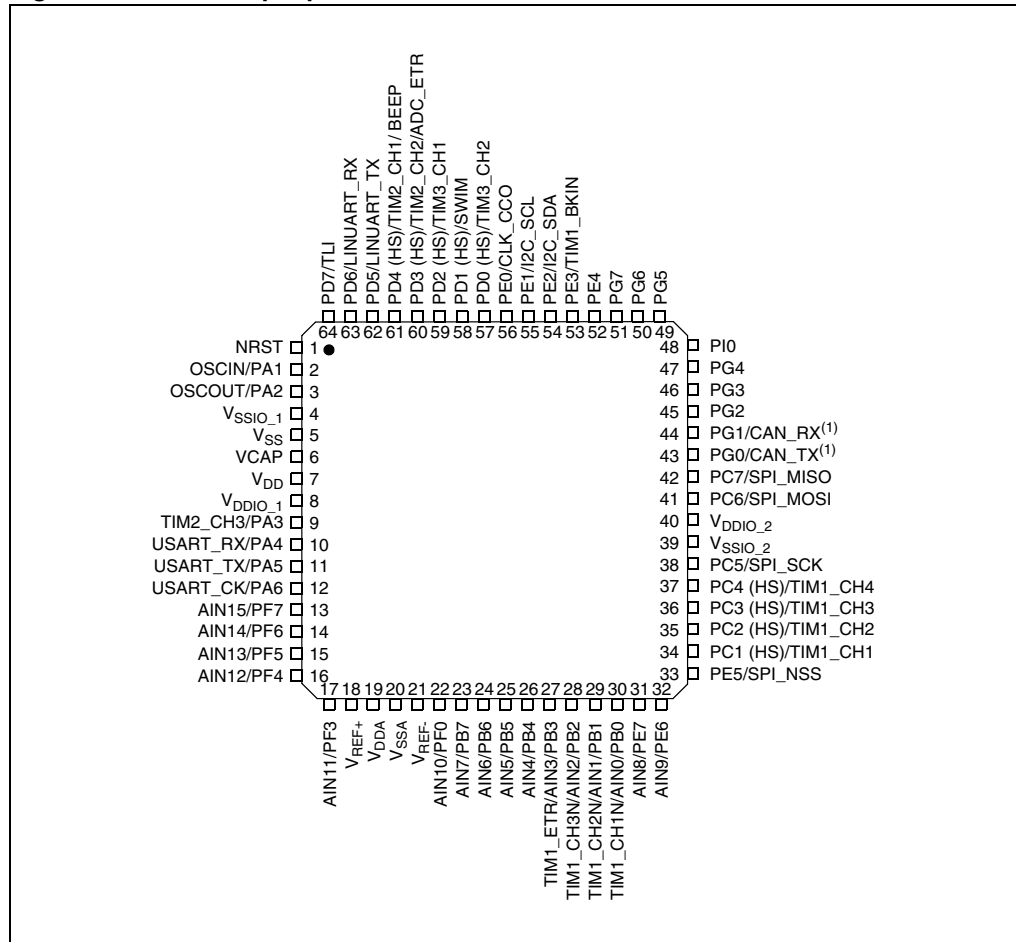 PD7/TLI
PD6/LINUART_RX
PD5/LINUART_TX
PD4 (HS)/TIM2_CH1/ BEEP
PD3 (HS)/TIM2_CH2/ADC_ETR
PD2 (HS)/TIM3_CH1
PD1 (HS)/SWIM
PD0 (HS)/TIM3_CH2
PE0/CLK_CCO
PE1/I2C_SCL
PE2/I2C_SDA
PE3/TIM1_BKIN
PE4
PG7
PG6
PG5
64 63 62 61 60 59 58 57 56 55 54 53 52 51 50 49
NRST 1
OSCIN/PA1 2
OSCOUT/PA2 3
VSSIO_1 4
VSS 5
VCAP 6
VDD 7
VDDIO_1 8
TIM2_CH3/PA3 9
USART_RX/PA4 10
USART_TX/PA5 11
USART_CK/PA6 12
AIN15/PF7 13
AIN14/PF6 14
AIN13/PF5 15
AIN12/PF4 16
48 PI0
47 PG4
46 PG3
45 PG2
44 PG1/CAN_RX(1)
43 PG0/CAN_TX(1)
42 PC7/SPI_MISO
41 PC6/SPI_MOSI
40 VDDIO_2
39 VSSIO_2
38 PC5/SPI_SCK
37 PC4 (HS)/TIM1_CH4
36 PC3 (HS)/TIM1_CH3
35 PC2 (HS)/TIM1_CH2
34 PC1 (HS)/TIM1_CH1
33 PE5/SPI_NSS
17 18 19 20 21 22 23 24 25 26 27 28 29 30 31 32
AIN11/PF3
VREF+
VDDA
VSSA
VREF-
AIN10/PF0
AIN7/PB7
AIN6/PB6
AIN5/PB5
AIN4/PB4
TIM1_ETR/AIN3/PB3
TIM1_CH3N/AIN2/PB2
TIM1_CH2N/AIN1/PB1
TIM1_CH1N/AIN0/PB0
AIN8/PE7
AIN9/PE6